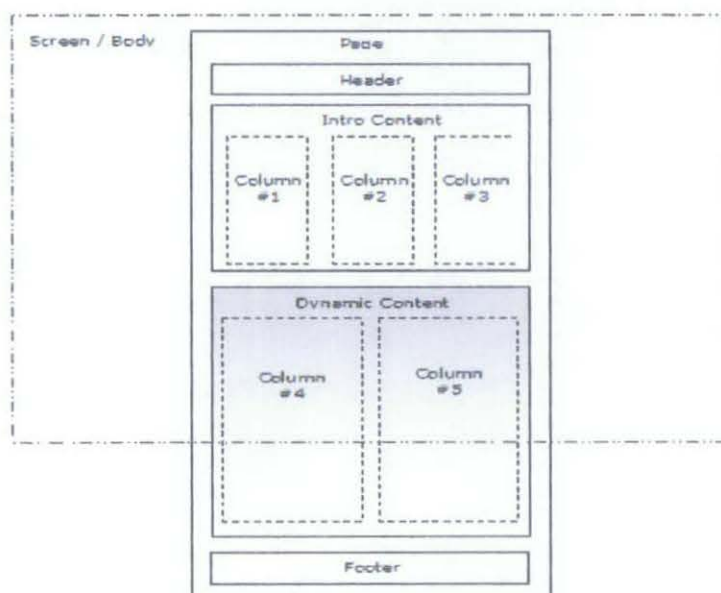 Screen / Body
Page
Header
Intro Content
Column
#1
Column
#2
Column
#3
Dynamic Content
Column
#4
Column
#5
Footer